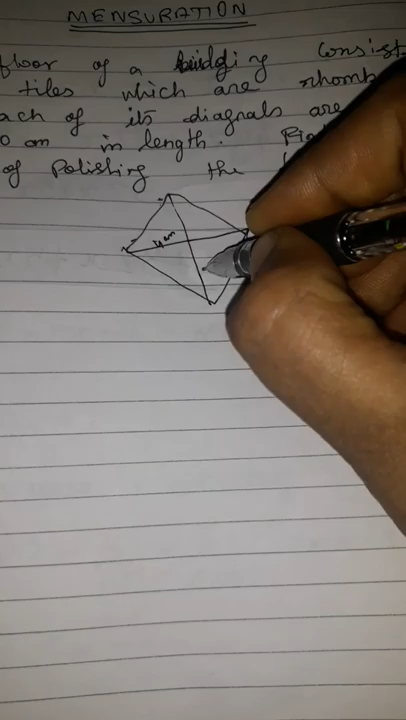 MENSURATION
floor of a buidging Consist
tiles which are rhomb
ach of its diagnals are
0 cm in length.
of Polishing the